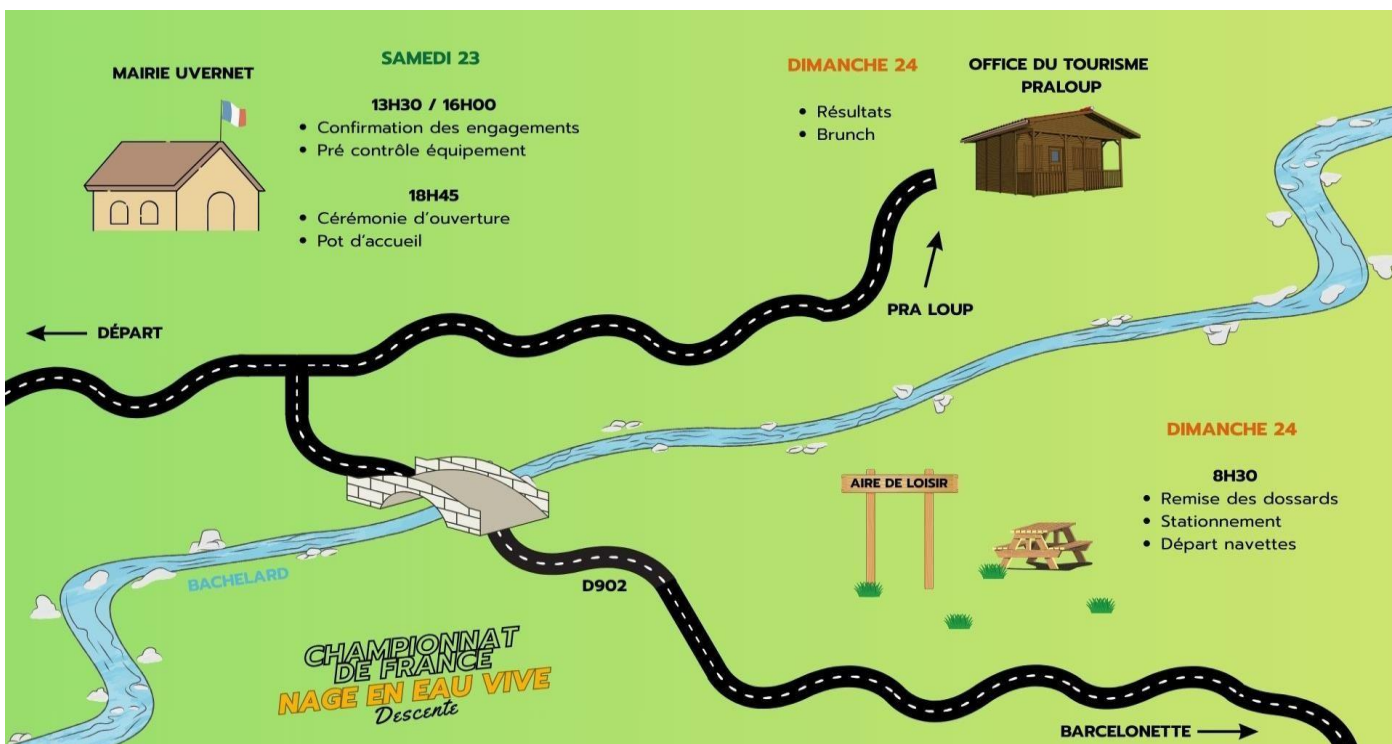 MAIRIE UVERNET
SAMEDI 23
13H30 / 16H00
• Confirmation des engagements
• Pré contrôle équipement
18H45
• Cérémonie d'ouverture
• Pot d'accueil
DIMANCHE 24
• Résultats
• Brunch
OFFICE DU TOURISME
PRALOUP
PRA LOUP
DÉPART
DIMANCHE 24
8H30
• Remise des dossards
• Stationnement
• Départ navettes
AIRE DE LOISIR
BACHELARD
D902
CHAMPIONNAT
DE FRANCE
NAGE EN EAU VIVE
Descente
BARCELONETTE